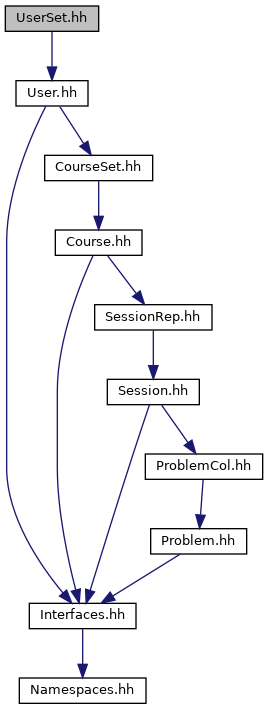 UserSet.hh
User.hh
CourseSet.hh
Course.hh
SessionRep.hh
Session.hh
ProblemCol.hh
Problem.hh
Interfaces.hh
Namespaces.hh